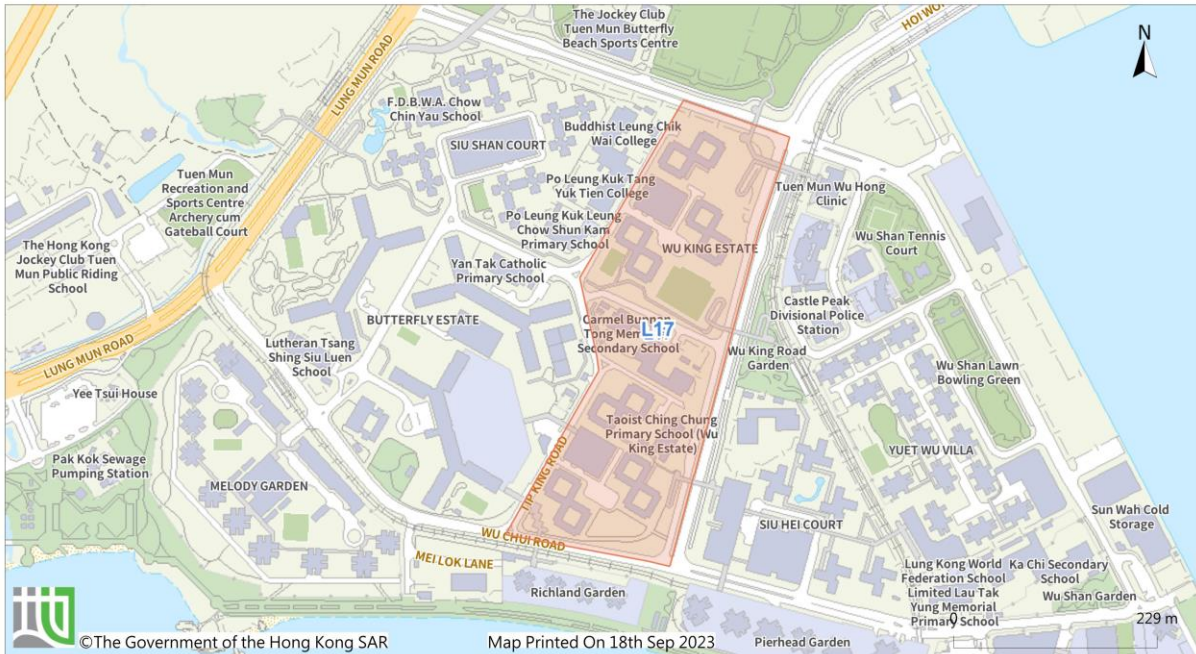 The Jockey Club
Tuen Mun Butterfly
Beach Sports Centre
N
LUNG MUN ROAD
F.D.B.W.A. Chow
Chin Yau School
Buddhist Leung Chik
Wai College
SIU SHAN COURT
Tuen Mun
Recreation and
Sports Centre
Archery cum
Gateball Court
Po Leung Kuk Tang
Yuk Tien College
Tuen Mun Wu Hong
Clinic
Po Leung Kuk Leung
Chow Shun Kam
Primary School
The Hong Kong
Jockey Club Tuen
Mun Public Riding
School
WU KING ESTATE
Wu Shan Tennis
Court
Yan Tak Catholic
Primary School
Castle Peak
Divisional Police
Station
BUTTERFLY ESTATE
L17
Secondary School
LUNG MUN ROAD
Lutheran Tsang
Shing Siu Luen
School
Wu King Road
Garden
Wu Shan Lawn
Bowling Green
Yee Tsui House
Taoist Ching Chung
Primary School (Wu
King Estate)
TIP KING ROAD
YUET WU VILLA
Pak Kok Sewage
Pumping Station
MELODY GARDEN
Sun Wah Cold
Storage
SIU HEI COURT
WU CHUI ROAD
MEI LOK LANE
Lung Kong World
Federation School
Limited Lau Tak
Yung Memorial
Primary School
Ka Chi Secondary
School
Wu Shan Garden
Richland Garden
0 229 m
©The Government of the Hong Kong SAR
Map Printed On 18th Sep 2023
Pierhead Garden